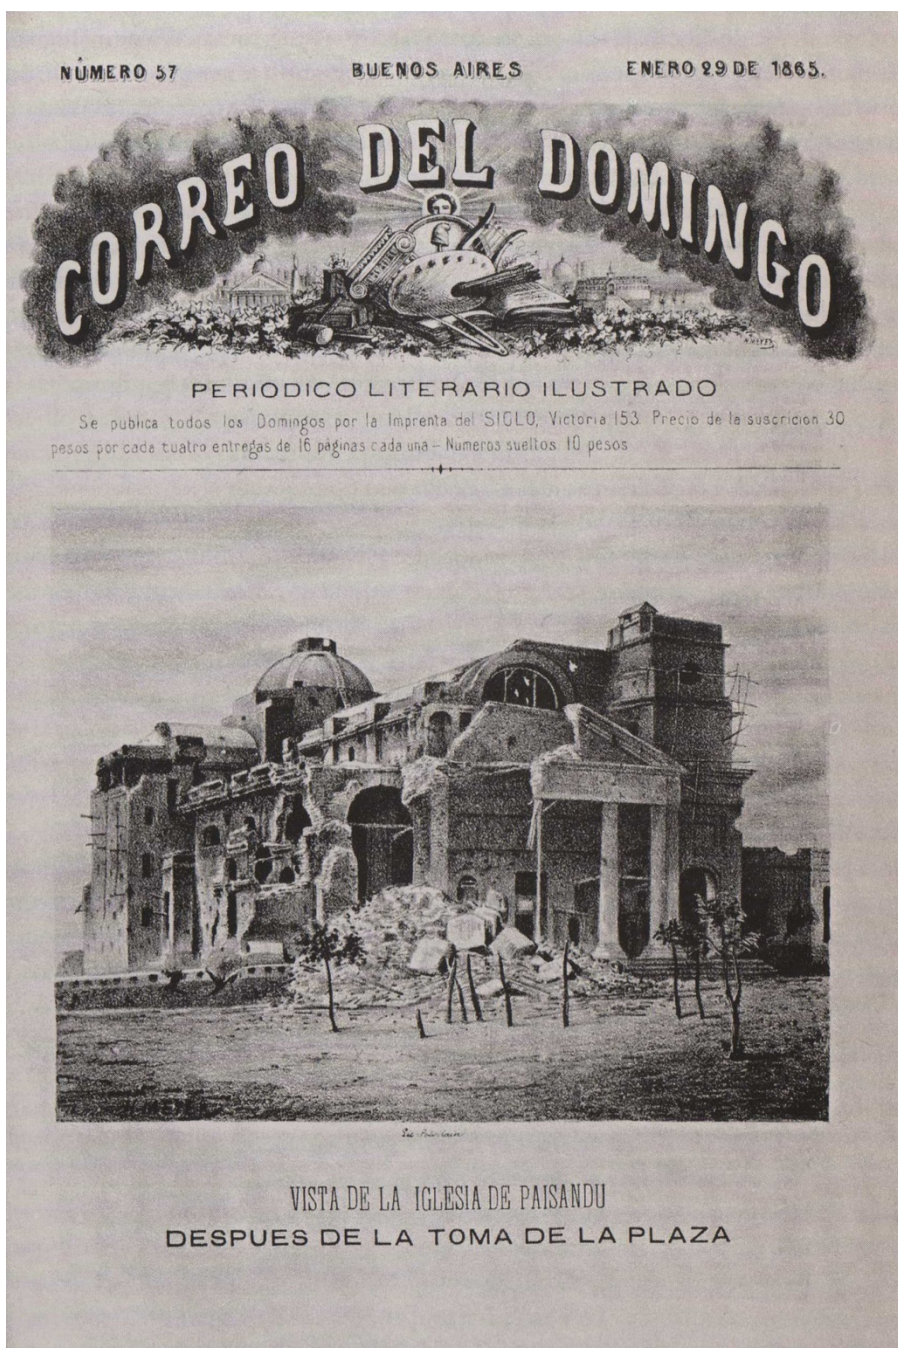 NÚMERO 57 BUENOS AIRES ENERO 29 DE 1865.
CORREO DEL DOMINGO
PERIODICO LITERARIO ILUSTRADO
Se publica todos los Domingos por la Imprenta del SIGLO, Victoria 153. Precio de la suscricion 30
pesos por cada cuatro entregas de 16 páginas cada una – Números sueltos 10 pesos
VISTA DE LA IGLESIA DE PAISANDU
DESPUES DE LA TOMA DE LA PLAZA